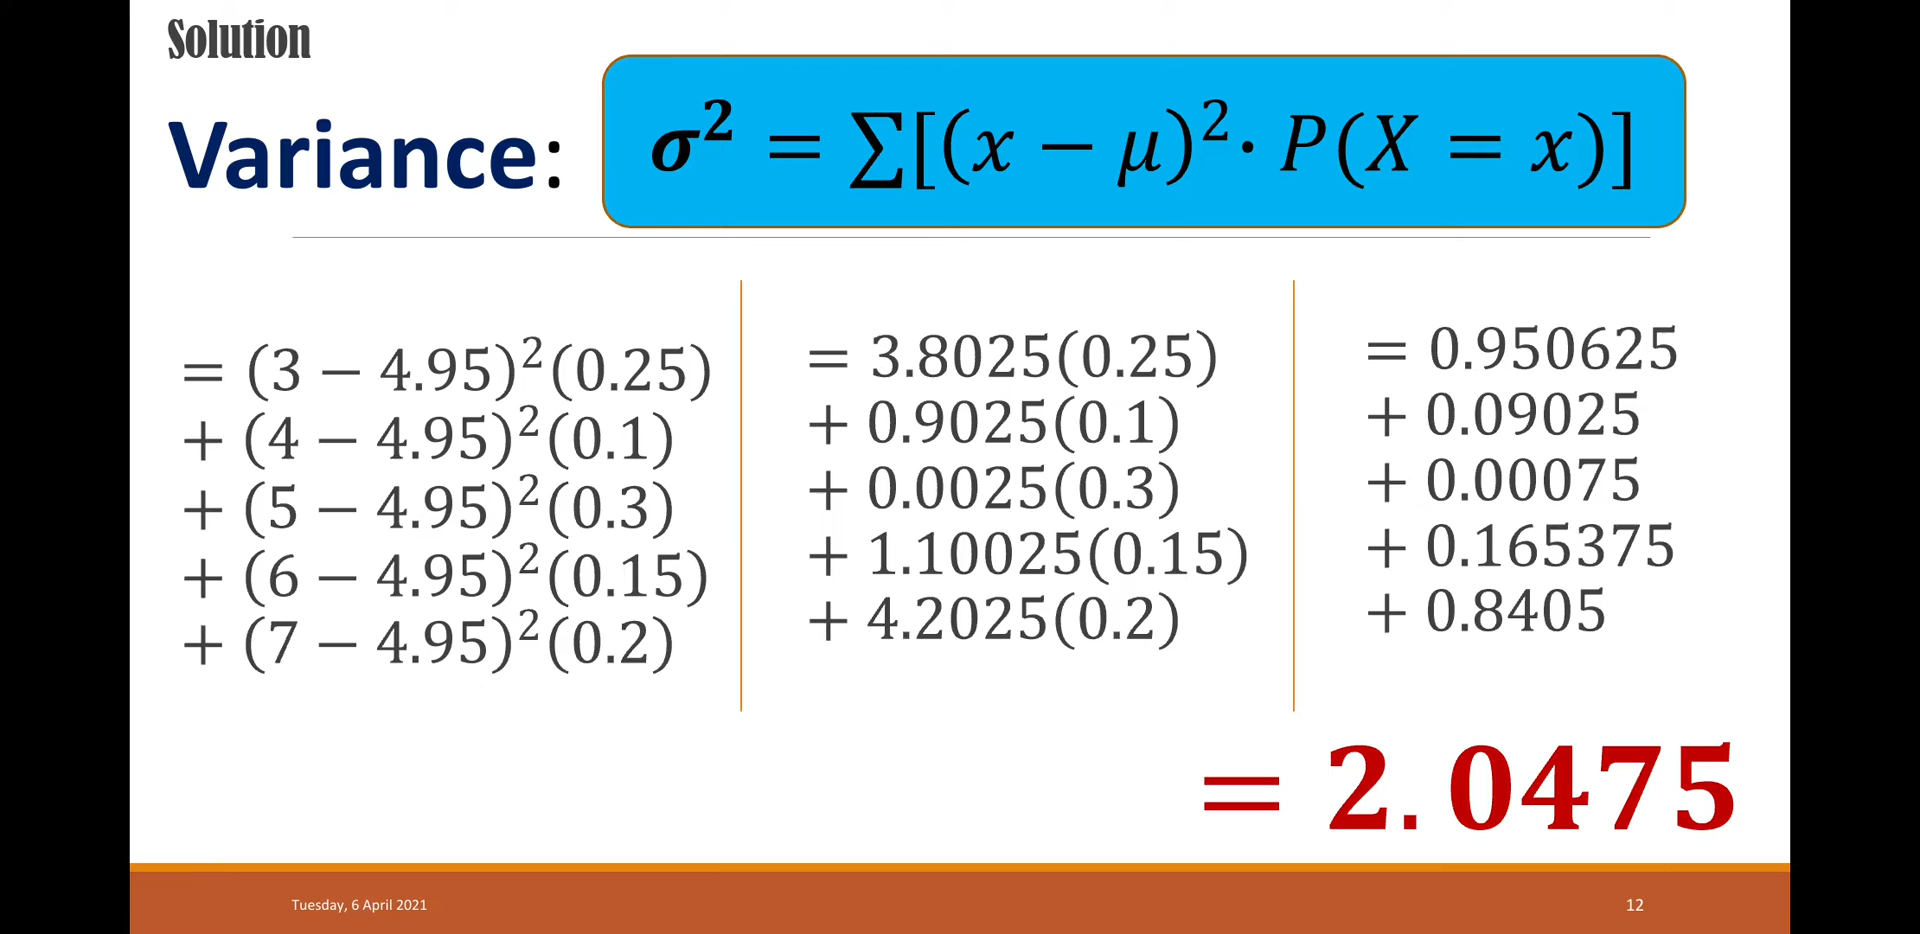 Solution
Variance: σ² = ∑[(x − μ)² · P(X = x)]
= (3 − 4.95)²(0.25)
+ (4 − 4.95)²(0.1)
+ (5 − 4.95)²(0.3)
+ (6 − 4.95)²(0.15)
+ (7 − 4.95)²(0.2)
= 3.8025(0.25)
+ 0.9025(0.1)
+ 0.0025(0.3)
+ 1.10025(0.15)
+ 4.2025(0.2)
= 0.950625
+ 0.09025
+ 0.00075
+ 0.165375
+ 0.8405
= 2.0475
Tuesday, 6 April 2021
12